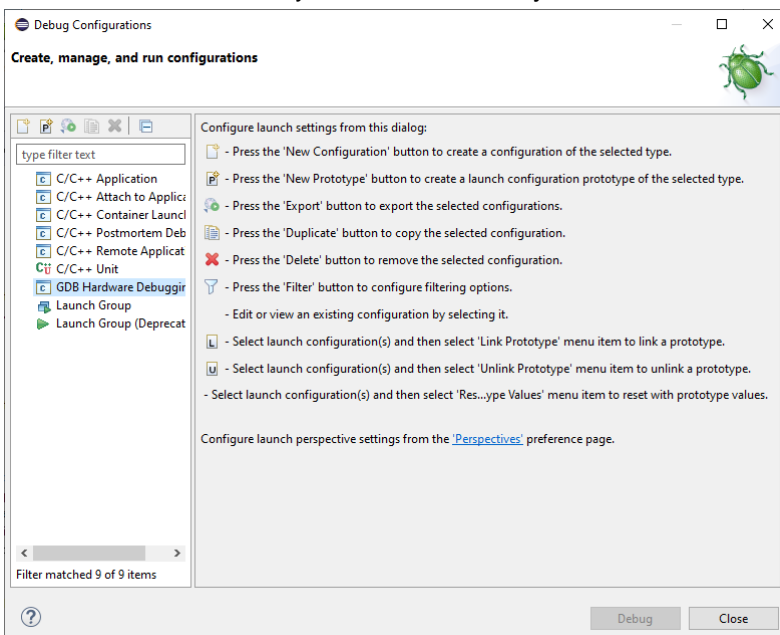 Debug Configurations
Create, manage, and run configurations
type filter text
C/C++ Application
C/C++ Attach to Applica
C/C++ Container Launcl
C/C++ Postmortem Deb
C/C++ Remote Applicat
C/C++ Unit
GDB Hardware Debuggir
Launch Group
Launch Group (Deprecat
Filter matched 9 of 9 items
Configure launch settings from this dialog:
- Press the 'New Configuration' button to create a configuration of the selected type.
- Press the 'New Prototype' button to create a launch configuration prototype of the selected type.
- Press the 'Export' button to export the selected configurations.
- Press the 'Duplicate' button to copy the selected configuration.
- Press the 'Delete' button to remove the selected configuration.
- Press the 'Filter' button to configure filtering options.
- Edit or view an existing configuration by selecting it.
- Select launch configuration(s) and then select 'Link Prototype' menu item to link a prototype.
- Select launch configuration(s) and then select 'Unlink Prototype' menu item to unlink a prototype.
- Select launch configuration(s) and then select 'Res...ype Values' menu item to reset with prototype values.
Configure launch perspective settings from the 'Perspectives' preference page.
Debug
Close